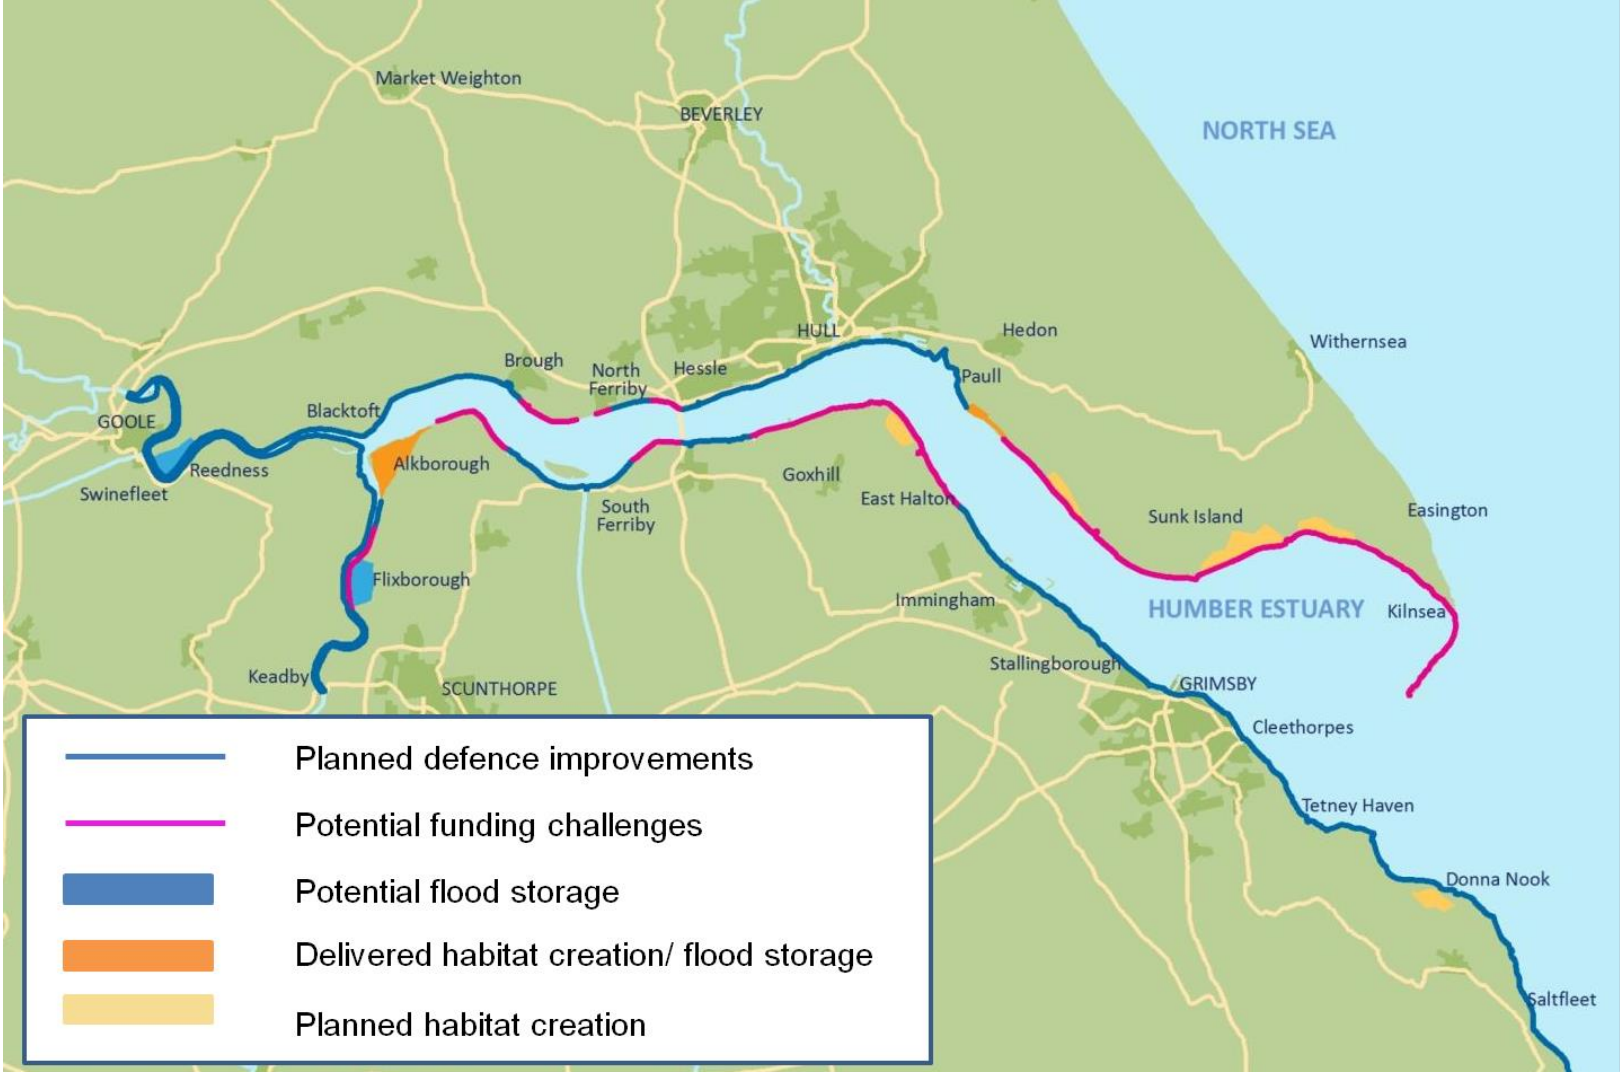 Market Weighton
BEVERLEY
NORTH SEA
HULL
Hedon
Withernsea
Brough
North
Ferriby
Hessle
Paull
Blacktoft
GOOLE
Reedness
Swinefleet
Alkborough
Goxhill
East Halton
South
Ferriby
Sunk Island
Easington
Flixborough
Immingham
HUMBER ESTUARY
Kilnsea
Keadby
SCUNTHORPE
Stallingborough
GRIMSBY
Cleethorpes
Tetney Haven
Donna Nook
Saltfleet
Planned defence improvements
Potential funding challenges
Potential flood storage
Delivered habitat creation/ flood storage
Planned habitat creation